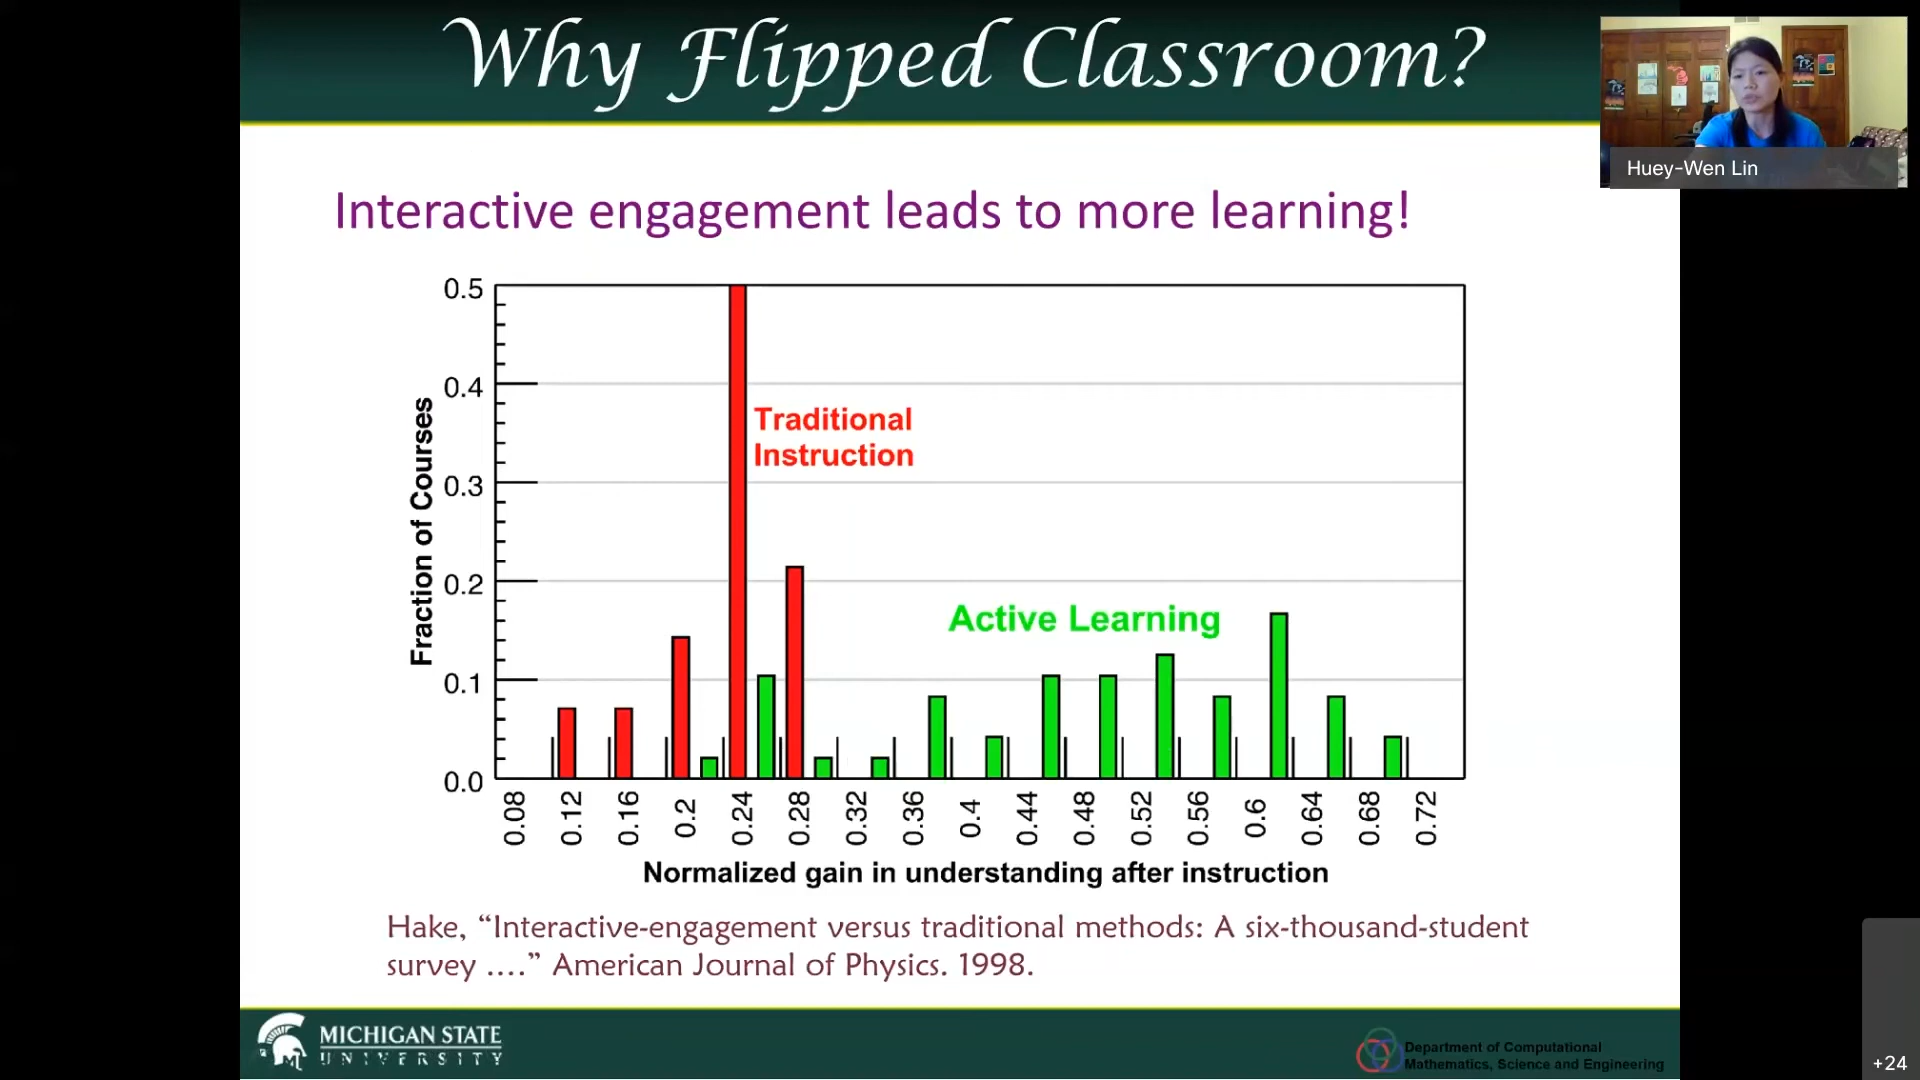 Why Flipped Classroom?
Huey-Wen Lin
Interactive engagement leads to more learning!
0.5
0.4
0.3
0.2
0.1
0.0
Fraction of Courses
Traditional
Instruction
Active Learning
0.08 0.12 0.16 0.2 0.24 0.28 0.32 0.36 0.4 0.44 0.48 0.52 0.56 0.6 0.64 0.68 0.72
Normalized gain in understanding after instruction
Hake, “Interactive-engagement versus traditional methods: A six-thousand-student
survey ....” American Journal of Physics. 1998.
MICHIGAN STATE
UNIVERSITY
Department of Computational
Mathematics, Science and Engineering
+24